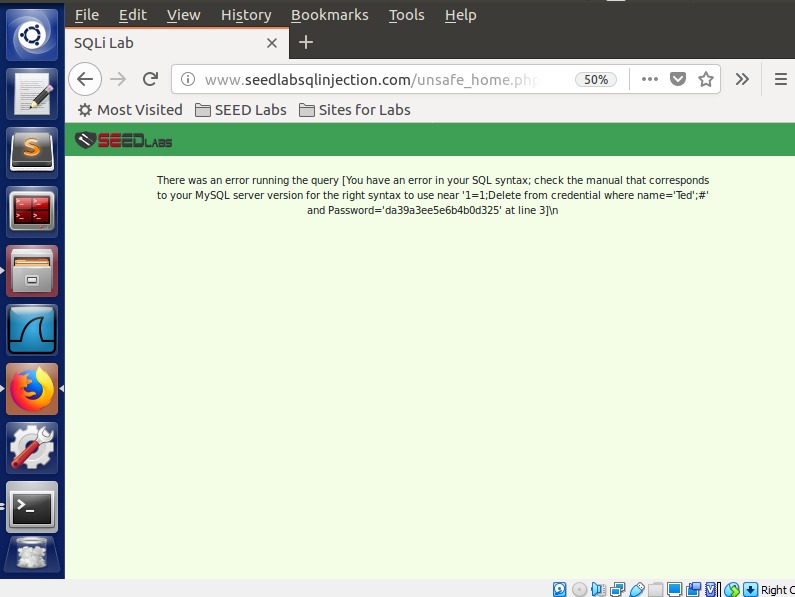 File Edit View History Bookmarks Tools Help
SQLi Lab
www.seedlabsqlinjection.com/unsafe_home.php 50%
Most Visited SEED Labs Sites for Labs
SEEDLABS
There was an error running the query [You have an error in your SQL syntax; check the manual that corresponds
to your MySQL server version for the right syntax to use near '1=1;Delete from credential where name='Ted';#'
and Password='da39a3ee5e6b4b0d325' at line 3]\n
Right C